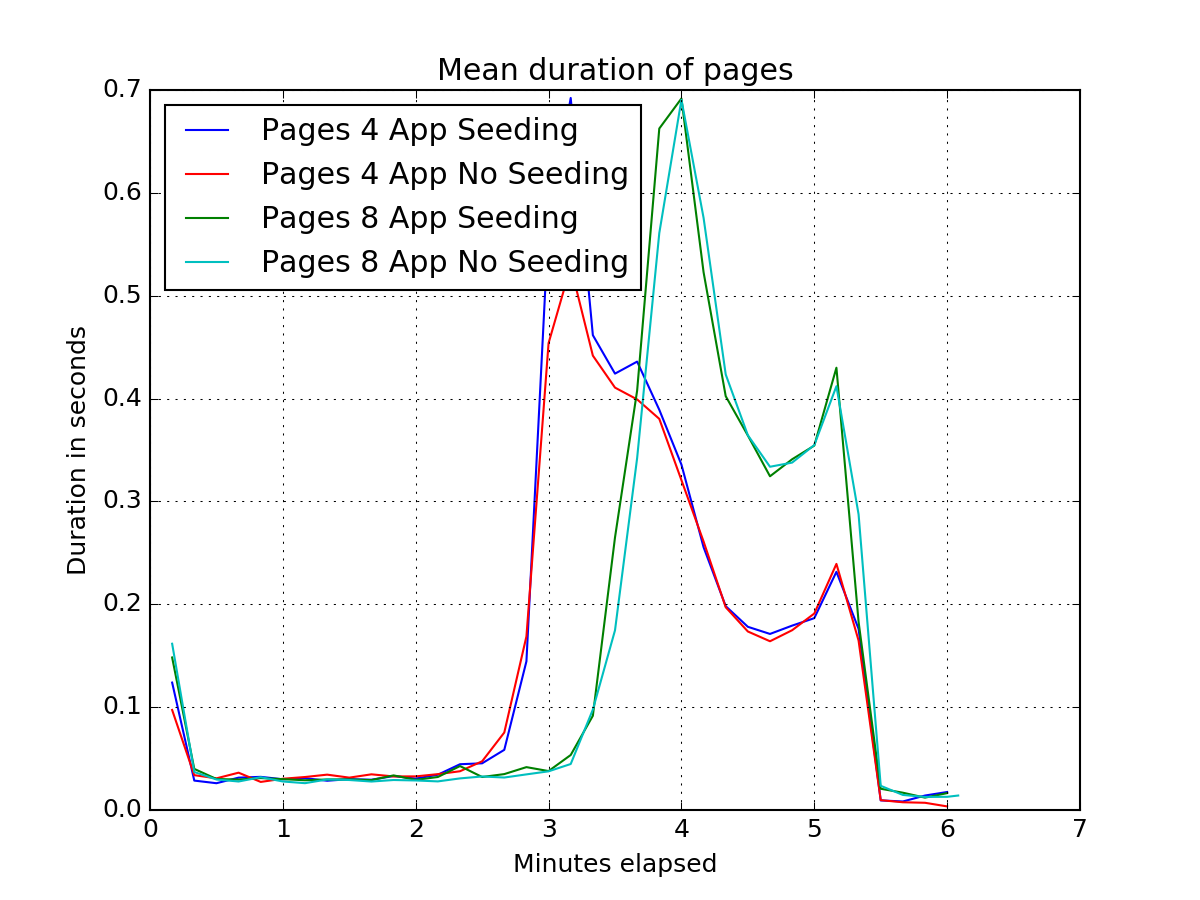 Mean duration of pages
Pages 4 App Seeding
Pages 4 App No Seeding
Pages 8 App Seeding
Pages 8 App No Seeding
Duration in seconds
0.7
0.6
0.5
0.4
0.3
0.2
0.1
0.0
0 1 2 3 4 5 6 7
Minutes elapsed